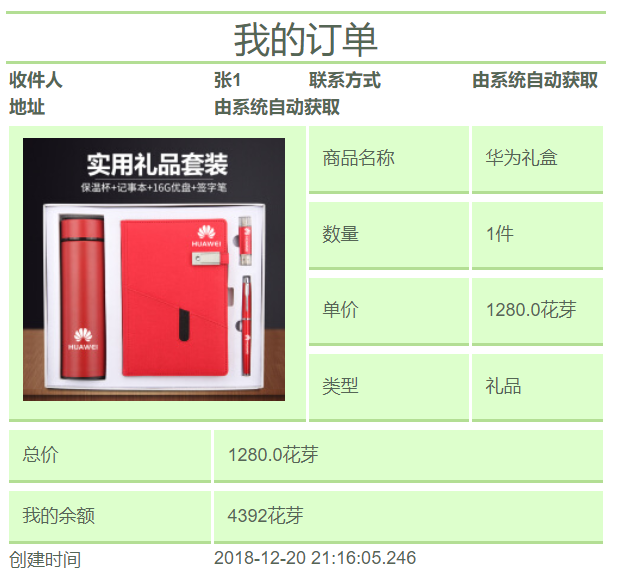 我的订单
收件人 张1 联系方式 由系统自动获取
地址 由系统自动获取
实用礼品套装
保温杯+记事本+16G优盘+签字笔
HUAWEI
HUAWEI
商品名称 华为礼盒
数量 1件
单价 1280.0花芽
类型 礼品
总价 1280.0花芽
我的余额 4392花芽
创建时间 2018-12-20 21:16:05.246